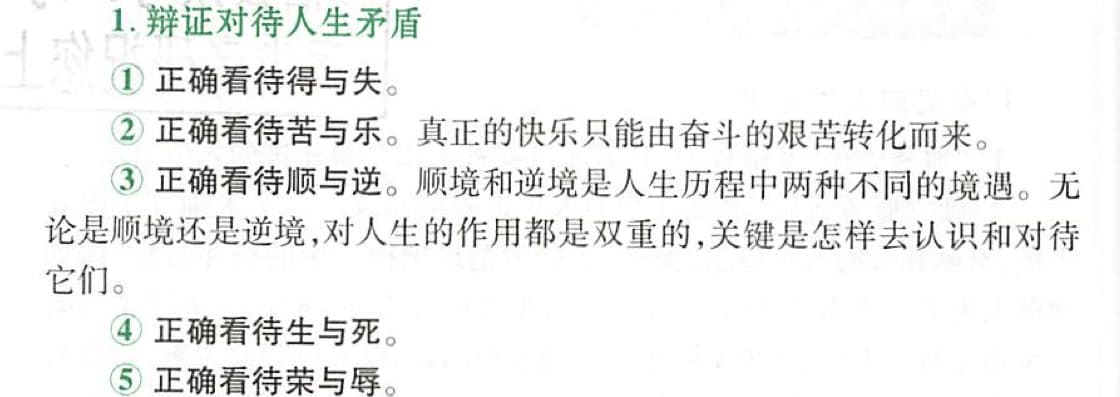 1. 辩证对待人生矛盾
① 正确看待得与失。
② 正确看待苦与乐。真正的快乐只能由奋斗的艰苦转化而来。
③ 正确看待顺与逆。顺境和逆境是人生历程中两种不同的境遇。无
论是顺境还是逆境,对人生的作用都是双重的,关键是怎样去认识和对待
它们。
④ 正确看待生与死。
⑤ 正确看待荣与辱。